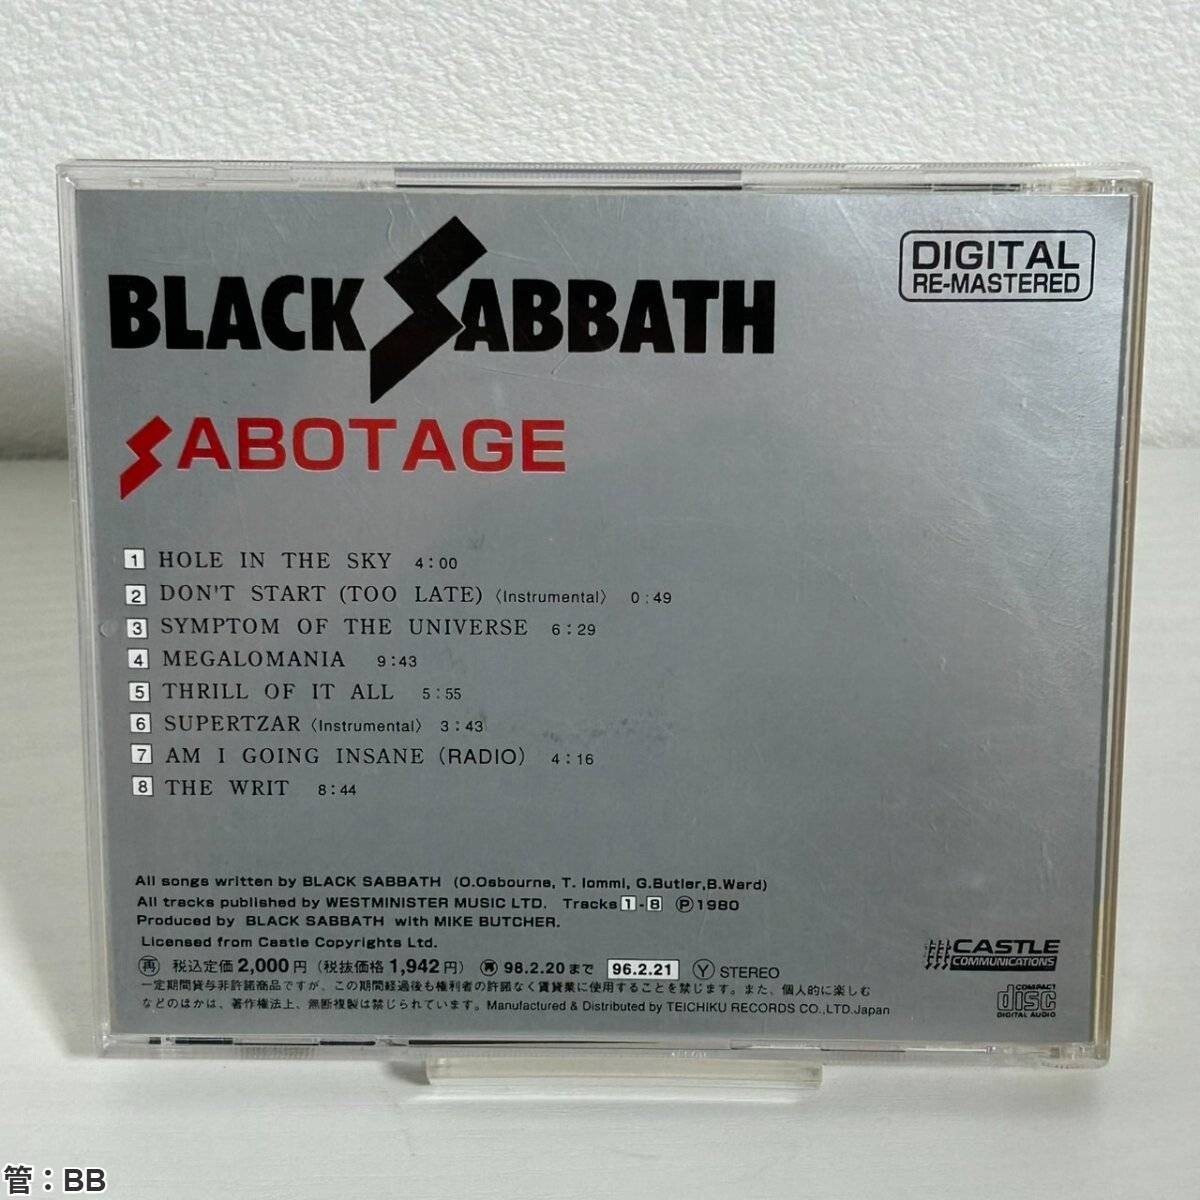 BLACK SABBATH
DIGITAL
RE-MASTERED
SABOTAGE
1 HOLE IN THE SKY 4:00
2 DON'T START (TOO LATE) 〈Instrumental〉 0:49
3 SYMPTOM OF THE UNIVERSE 6:29
4 MEGALOMANIA 9:43
5 THRILL OF IT ALL 5:55
6 SUPERTZAR 〈Instrumental〉 3:43
7 AM I GOING INSANE (RADIO) 4:16
8 THE WRIT 8:44
All songs written by BLACK SABBATH (O.Osbourne, T. Iommi, G.Butler,B.Ward)
All tracks published by WESTMINISTER MUSIC LTD. Tracks 1-8 Ⓟ1980
Produced by BLACK SABBATH with MIKE BUTCHER.
Licensed from Castle Copyrights Ltd.
CASTLE
COMMUNICATIONS
㊢ 税込定価2,000円 (税抜価格1,942円) ㊢ 98.2.20まで 96.2.21 Ⓨ STEREO
一定期間貸与非許諾商品ですが、この期間経過後も権利者の許諾なく賃貸業に使用することを禁じます。また、個人的に楽しむ
などのほかは、著作権法上、無断複製は禁じられています。Manufactured & Distributed by TEICHIKU RECORDS CO.,LTD.Japan
COMPACT
disc
DIGITAL AUDIO
管：BB